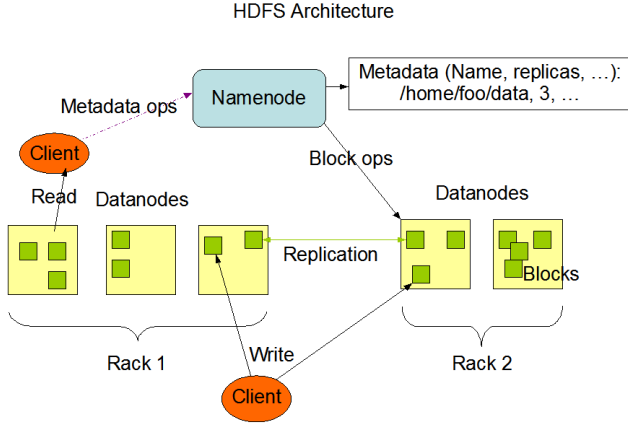 HDFS Architecture
Metadata (Name, replicas, …):
/home/foo/data, 3, …
Namenode
Metadata ops
Client
Block ops
Read
Datanodes
Datanodes
Replication
Blocks
Rack 1
Write
Rack 2
Client